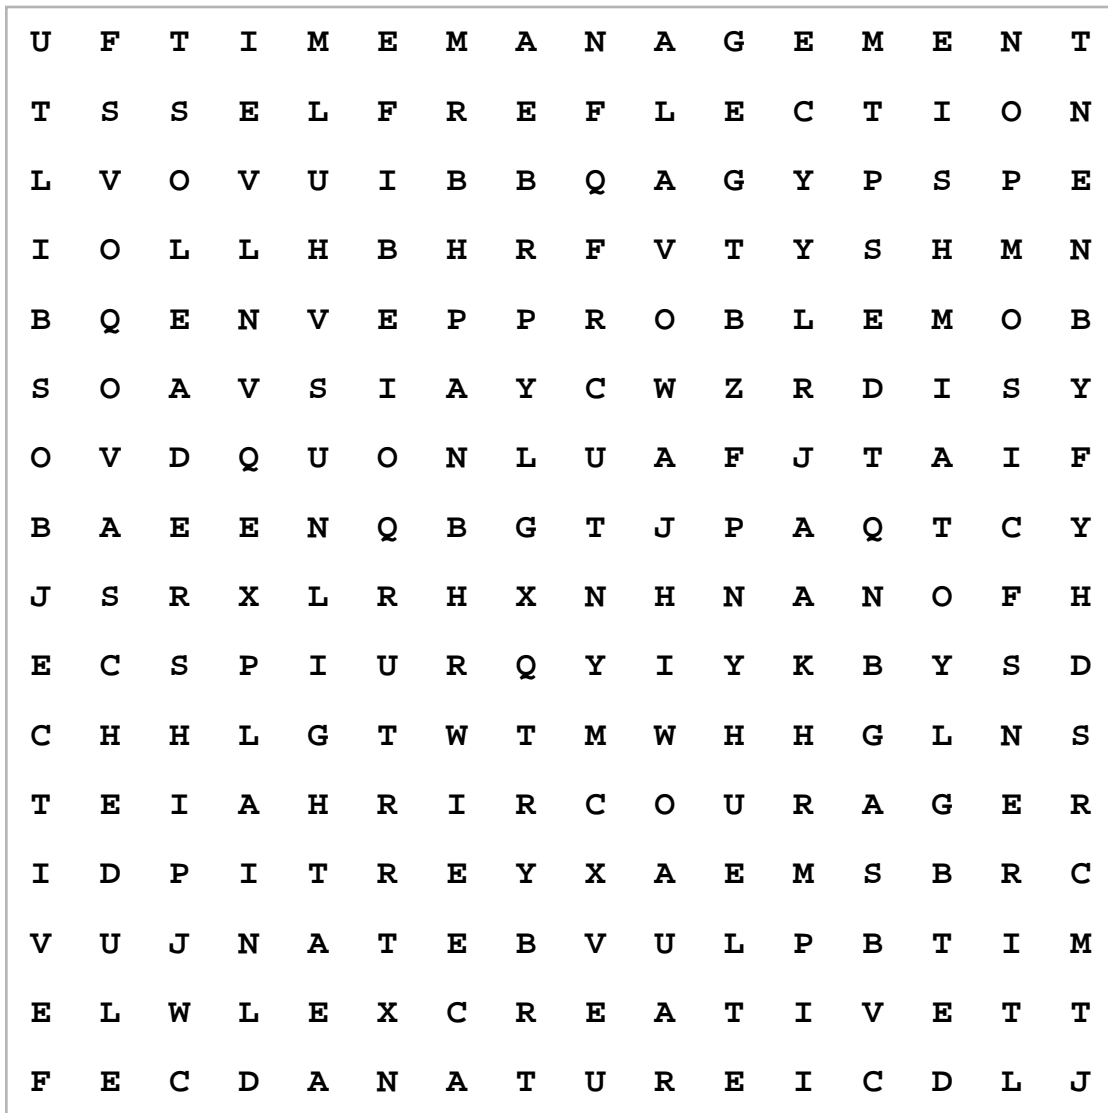 U F T I M E M A N A G E M E N T
T S S E L F R E F L E C T I O N
L V O V U I B B Q A G Y P S P E
I O L L H B H R F V T Y S H M N
B Q E N V E P P R O B L E M O B
S O A V S I A Y C W Z R D I S Y
O V D Q U O N L U A F J T A I F
B A E E N Q B G T J P A Q T C Y
J S R X L R H X N H N A N O F H
E C S P I U R Q Y I Y K B Y S D
C H H L G T W T M W H H G L N S
T E I A H R I R C O U R A G E R
I D P I T R E Y X A E M S B R C
V U J N A T E B V U L P B T I M
E L W L E X C R E A T I V E T T
F E C D A N A T U R E I C D L J